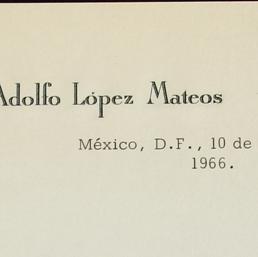 Adolfo López Mateos
México, D.F., 10 de
1966.